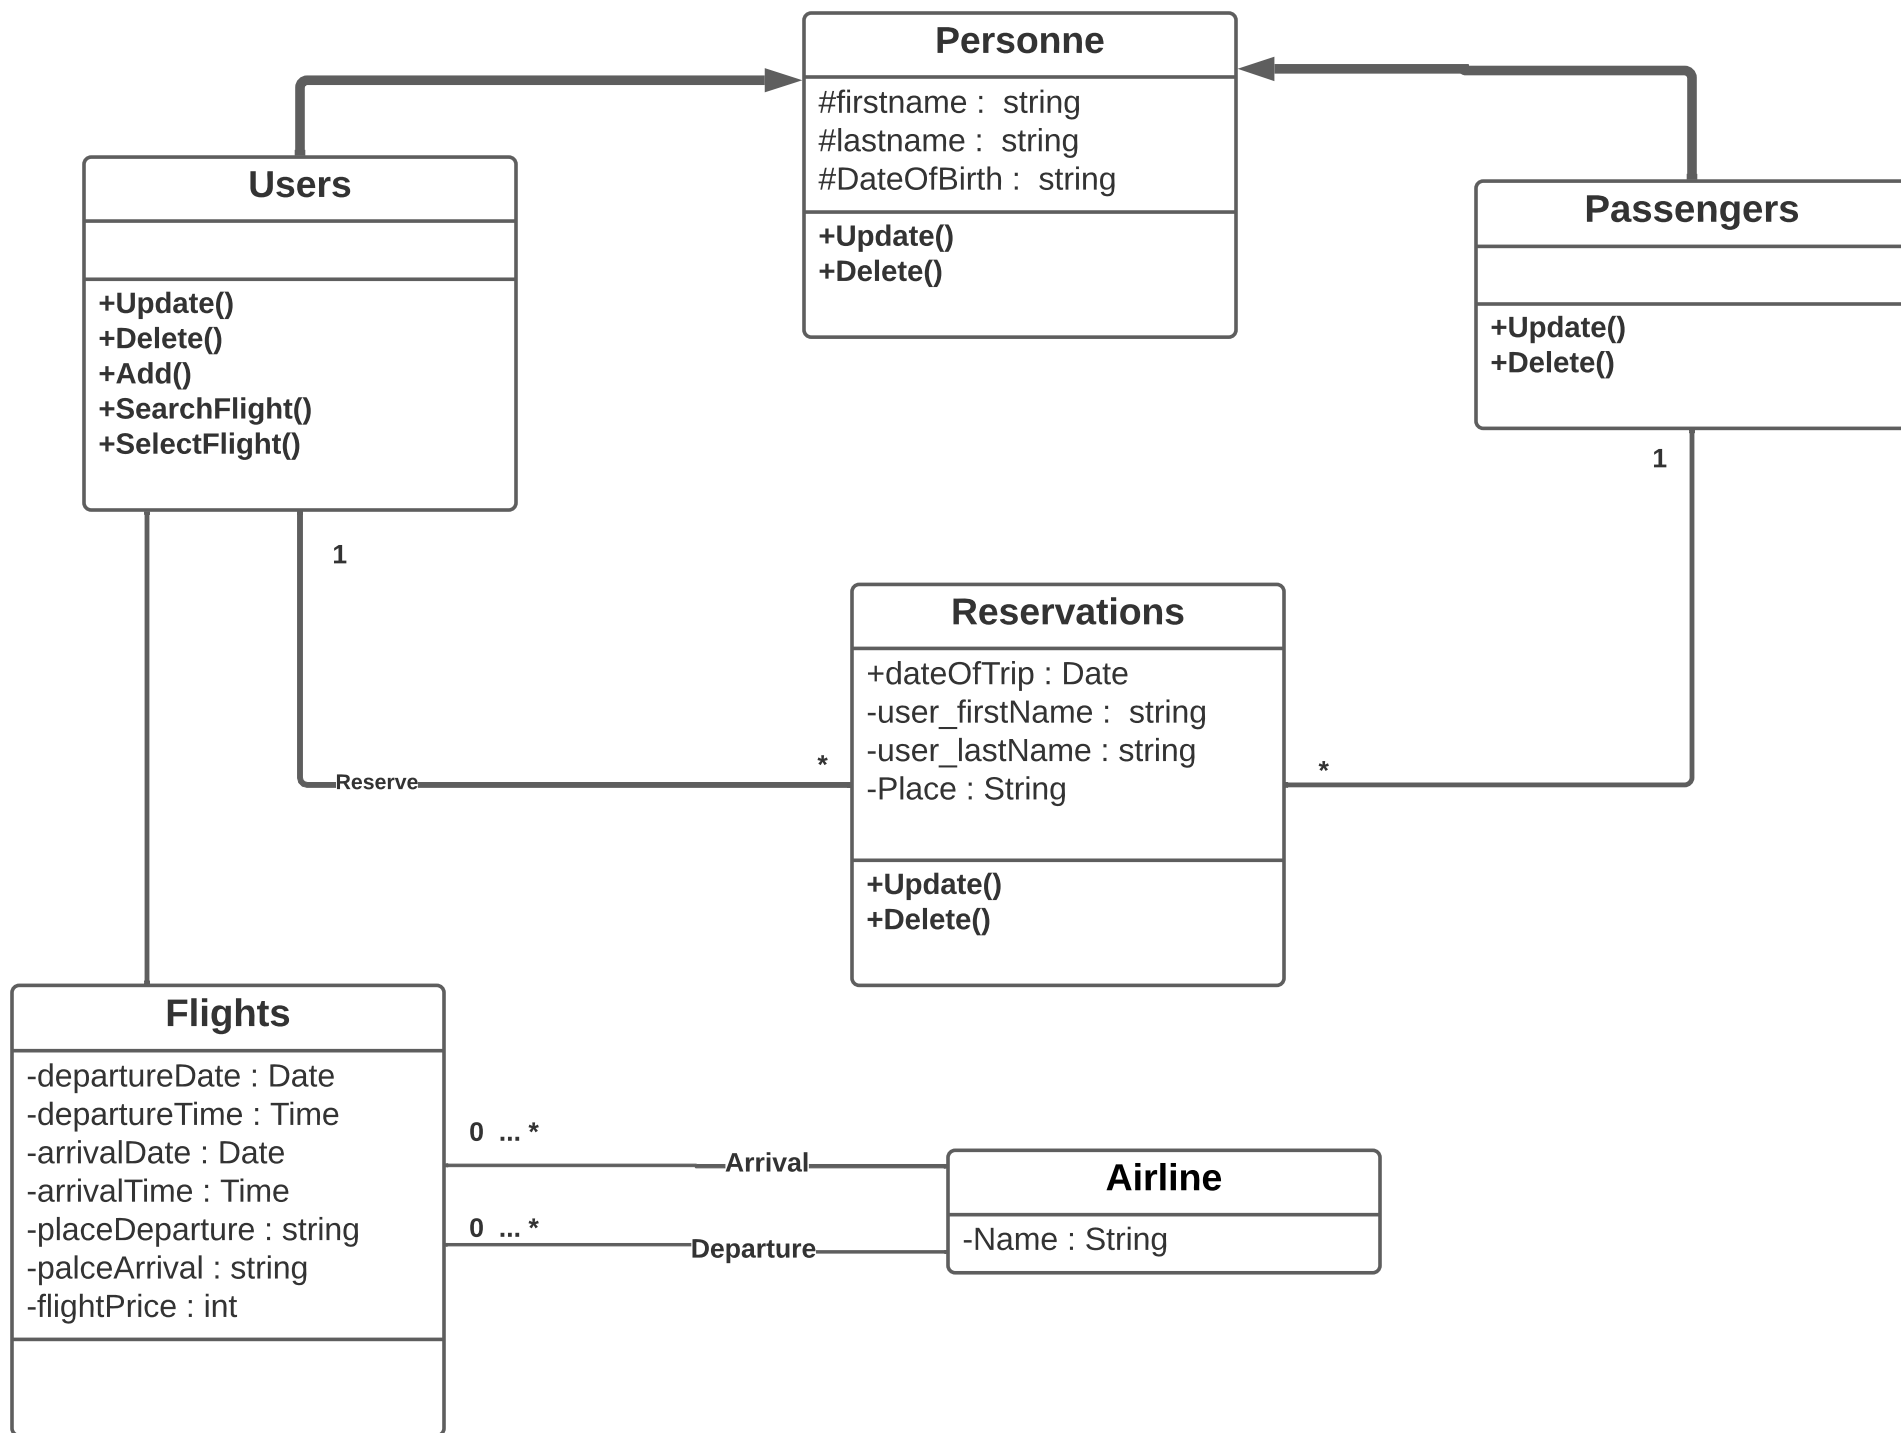 Personne
#firstname :  string
#lastname :  string
#DateOfBirth :  string
+Update()
+Delete()
Users
+Update()
+Delete()
+Add()
+SearchFlight()
+SelectFlight()
Passengers
+Update()
+Delete()
1
1
Reservations
+dateOfTrip : Date
-user_firstName :  string
-user_lastName : string
-Place : String
+Update()
+Delete()
Reserve
*
*
Flights
-departureDate : Date
-departureTime : Time
-arrivalDate : Date
-arrivalTime : Time
-placeDeparture : string
-palceArrival : string
-flightPrice : int
0  ... *
Arrival
0  ... *
Departure
Airline
-Name : String